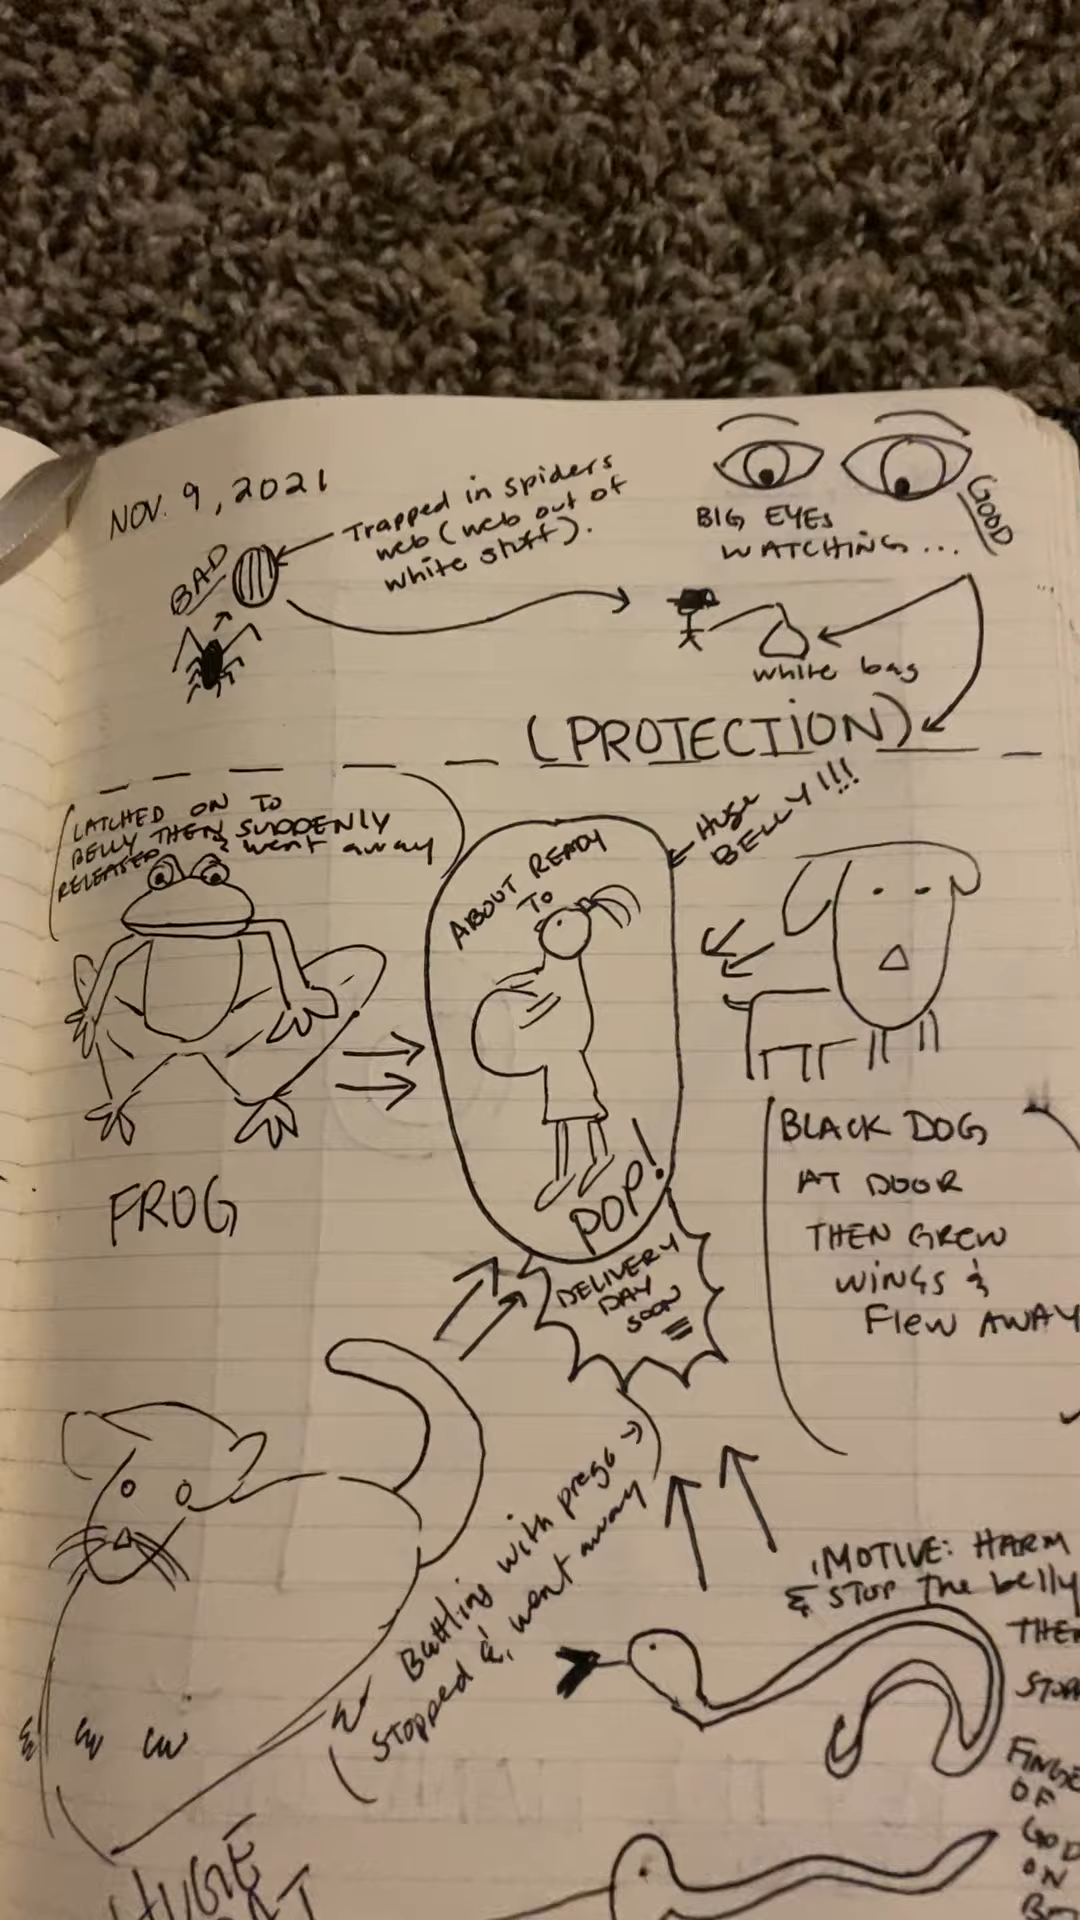 NOV. 9, 2021
BAD
Trapped in spiders
web (web out of
white stuff).
BIG EYES
WATCHING...
GOOD
white bag
(PROTECTION)
LATCHED ON TO
BELLY THEN SUDDENLY
RELEASED & went away
FROG
ABOUT READY
TO
POP!
HUGE
BELLY!!!
DELIVERY
DAY
SOON
BLACK DOG
AT DOOR
THEN GREW
WINGS &
FLEW AWAY
Battling with prego
stopped &, went away
MOTIVE: HARM
& STOP The belly
OF
GOD
ON
HUGE